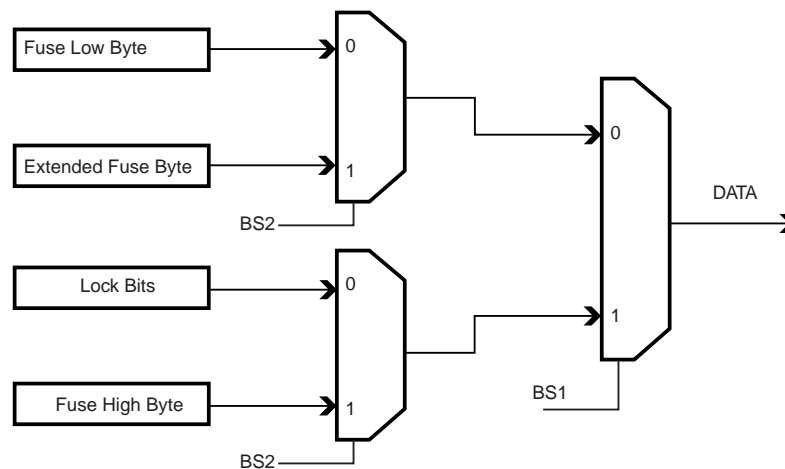 Fuse Low Byte
0
Extended Fuse Byte
1
BS2
0
DATA
Lock Bits
0
1
Fuse High Byte
1
BS1
BS2